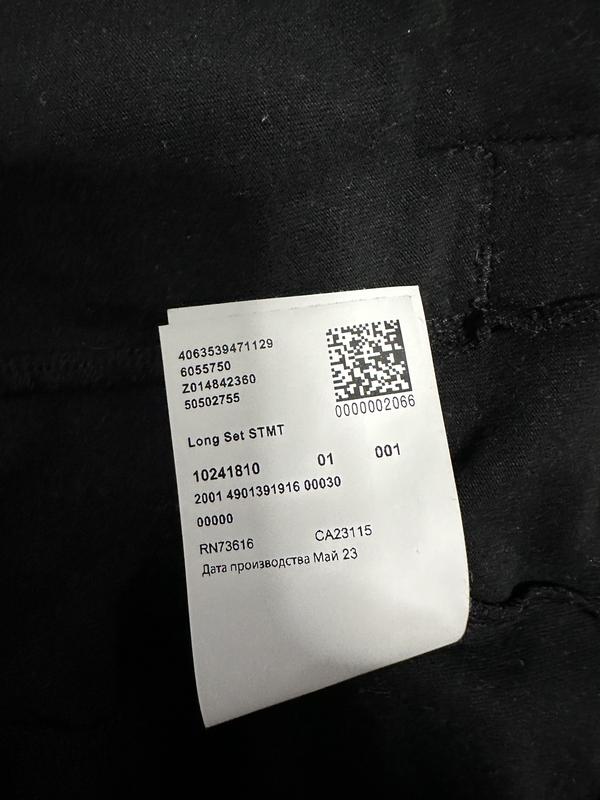 4063539471129
6055750
Z014842360
50502755
0000002066
Long Set STMT
10241810 01 001
2001 4901391916 00030
00000
RN73616 CA23115
Дата производства Май 23